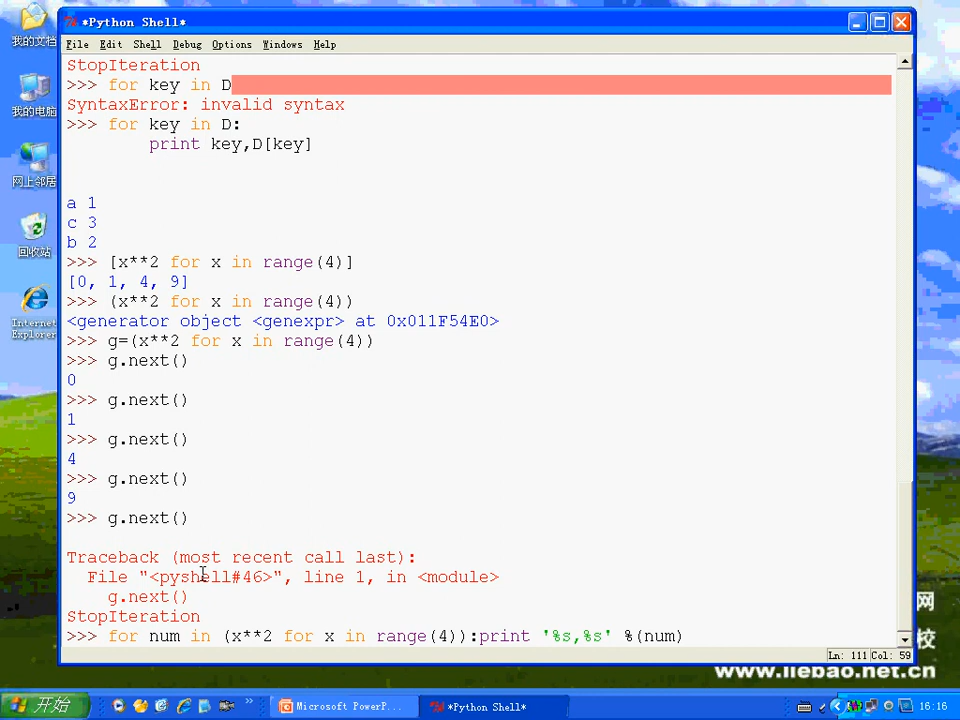 *Python Shell*
File Edit Shell Debug Options Windows Help
StopIteration
>>> for key in D
SyntaxError: invalid syntax
>>> for key in D:
        print key,D[key]
a 1
c 3
b 2
>>> [x**2 for x in range(4)]
[0, 1, 4, 9]
>>> (x**2 for x in range(4))
<generator object <genexpr> at 0x011F54E0>
>>> g=(x**2 for x in range(4))
>>> g.next()
0
>>> g.next()
1
>>> g.next()
4
>>> g.next()
9
>>> g.next()
Traceback (most recent call last):
  File "<pyshell#46>", line 1, in <module>
    g.next()
StopIteration
>>> for num in (x**2 for x in range(4)):print '%s,%s' %(num)
Ln: 111 Col: 59
我的文档
我的电脑
网上邻居
回收站
Internet
Explorer
网
校
www.liebao.net.cn
开始
Microsoft PowerP...
*Python Shell*
16:16